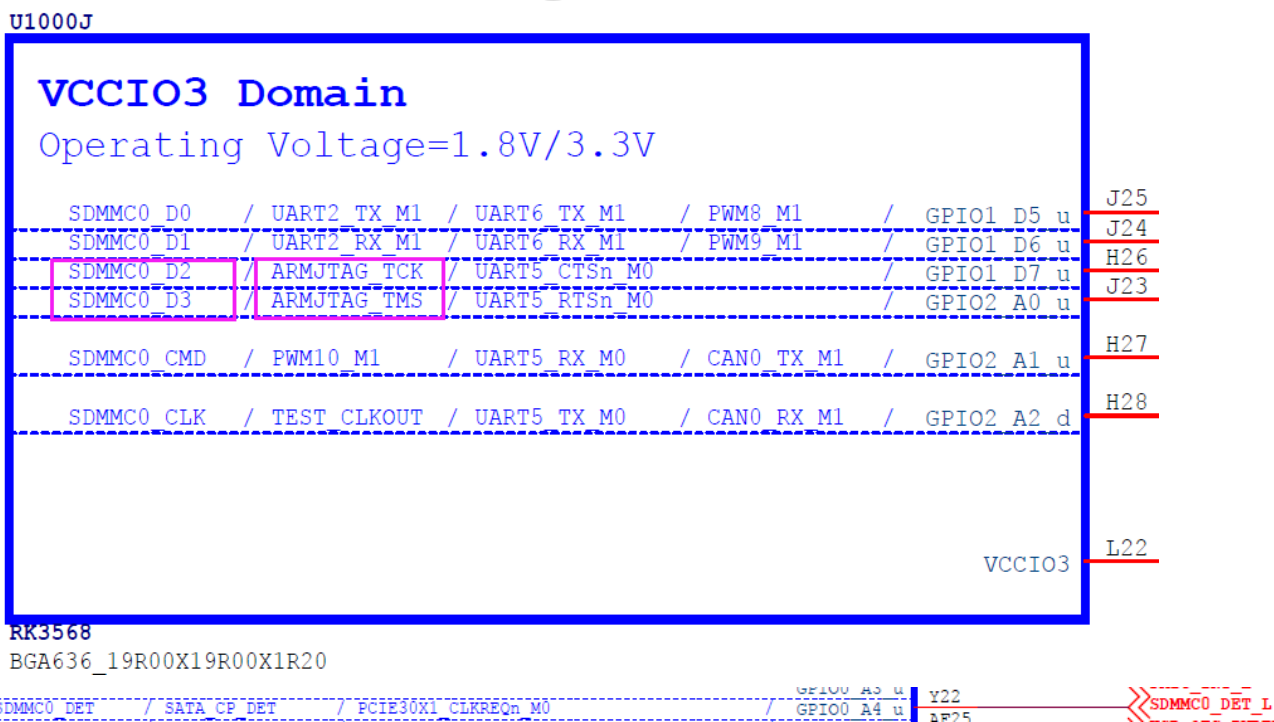 U1000J
VCCIO3 Domain
Operating Voltage=1.8V/3.3V
SDMMC0_D0 / UART2_TX_M1 / UART6_TX_M1 / PWM8_M1 / GPIO1_D5_u J25
SDMMC0_D1 / UART2_RX_M1 / UART6_RX_M1 / PWM9_M1 / GPIO1_D6_u J24
SDMMC0_D2 / ARMJTAG_TCK / UART5_CTSn_M0 / GPIO1_D7_u H26
SDMMC0_D3 / ARMJTAG_TMS / UART5_RTSn_M0 / GPIO2_A0_u J23
SDMMC0_CMD / PWM10_M1 / UART5_RX_M0 / CAN0_TX_M1 / GPIO2_A1_u H27
SDMMC0_CLK / TEST_CLKOUT / UART5_TX_M0 / CAN0_RX_M1 / GPIO2_A2_d H28
VCCIO3 L22
RK3568
BGA636_19R00X19R00X1R20
GPIO0_A3_u Y22
SDMMC0_DET / SATA_CP_DET / PCIE30X1_CLKREQn_M0 / GPIO0_A4_u SDMMC0_DET_L
AF25